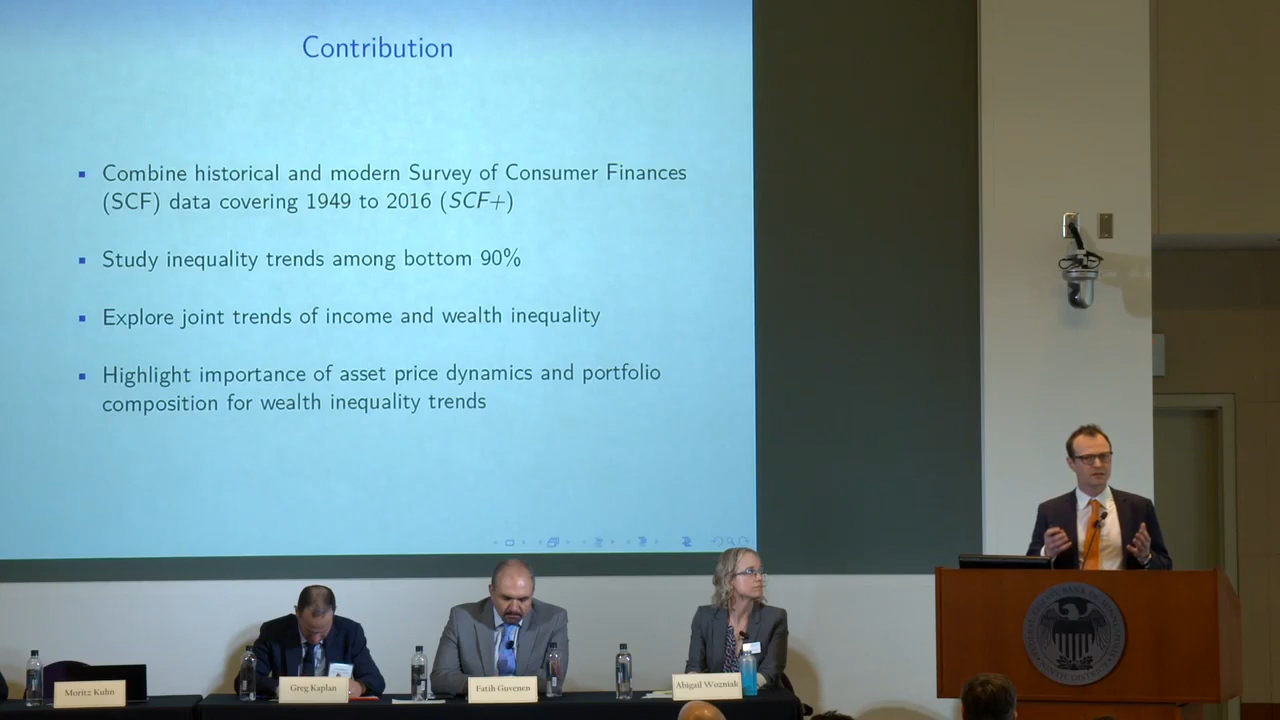 Contribution
Combine historical and modern Survey of Consumer Finances
(SCF) data covering 1949 to 2016 (SCF+)
Study inequality trends among bottom 90%
Explore joint trends of income and wealth inequality
Highlight importance of asset price dynamics and portfolio
composition for wealth inequality trends
Moritz Kuhn
Greg Kaplan
Fatih Guvenen
Abigail Wozniak